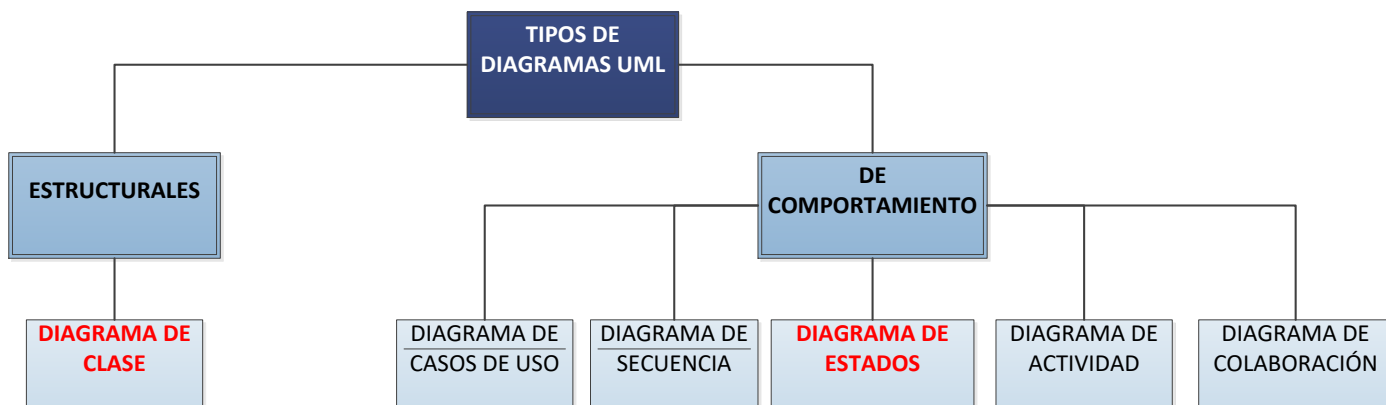 TIPOS DE
DIAGRAMAS UML
ESTRUCTURALES
DE
COMPORTAMIENTO
DIAGRAMA DE
CLASE
DIAGRAMA DE
CASOS DE USO
DIAGRAMA DE
SECUENCIA
DIAGRAMA DE
ESTADOS
DIAGRAMA DE
ACTIVIDAD
DIAGRAMA DE
COLABORACIÓN